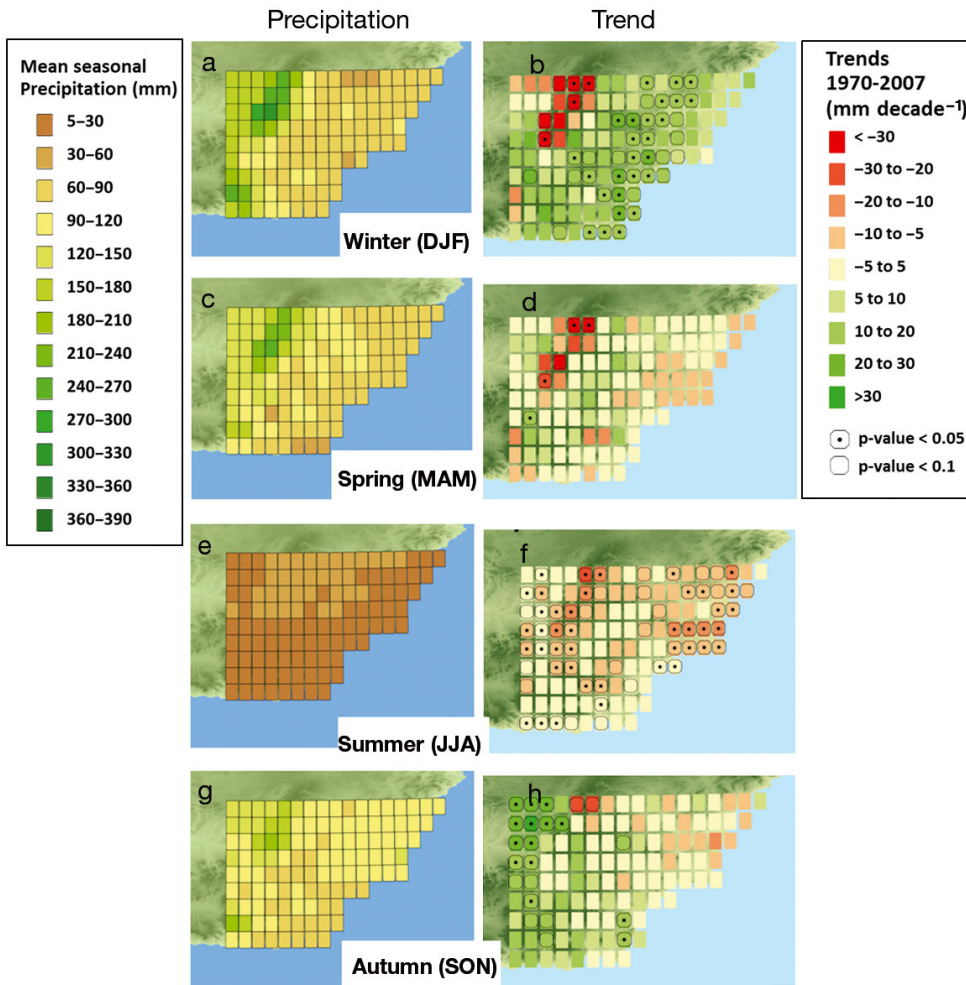 Precipitation
Trend
Mean seasonal
Precipitation (mm)
5–30
30–60
60–90
90–120
120–150
150–180
180–210
210–240
240–270
270–300
300–330
330–360
360–390
a
b
Winter (DJF)
c
d
Spring (MAM)
e
f
Summer (JJA)
g
h
Autumn (SON)
Trends
1970-2007
(mm decade⁻¹)
< −30
−30 to −20
−20 to −10
−10 to −5
−5 to 5
5 to 10
10 to 20
20 to 30
>30
p-value < 0.05
p-value < 0.1